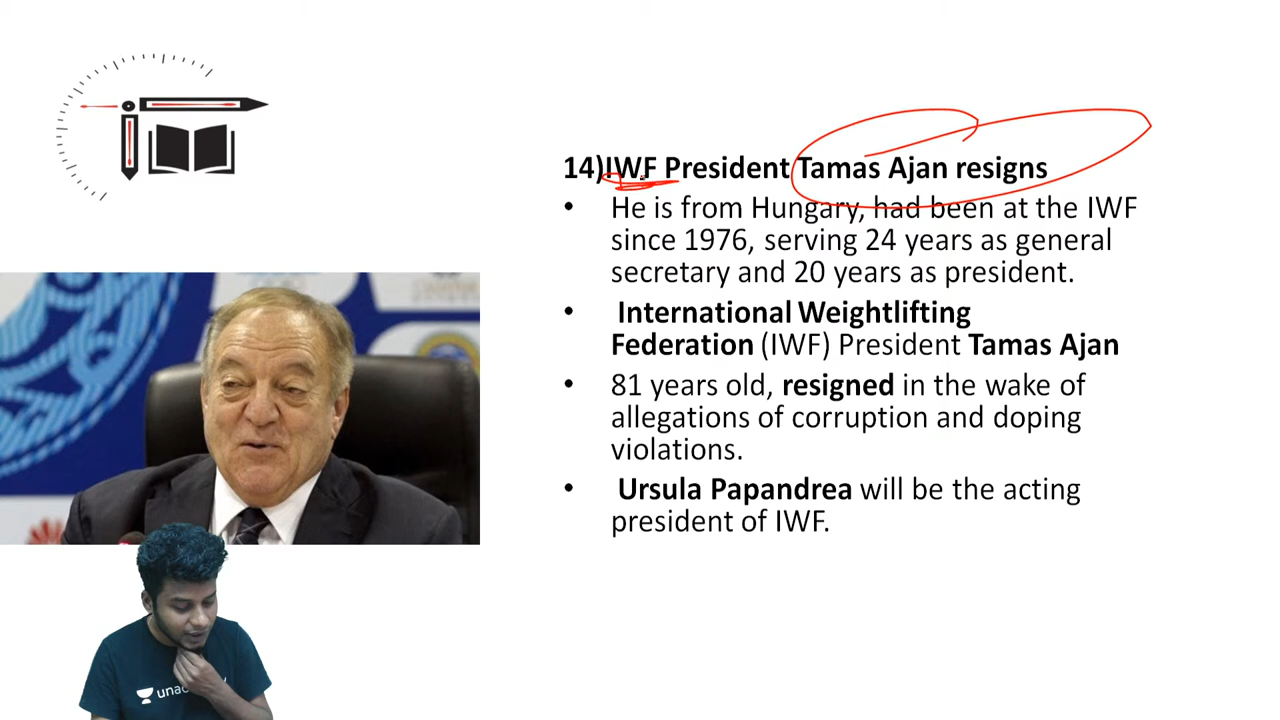 14)IWF President Tamas Ajan resigns
• He is from Hungary, had been at the IWF
since 1976, serving 24 years as general
secretary and 20 years as president.
• International Weightlifting
Federation (IWF) President Tamas Ajan
• 81 years old, resigned in the wake of
allegations of corruption and doping
violations.
• Ursula Papandrea will be the acting
president of IWF.